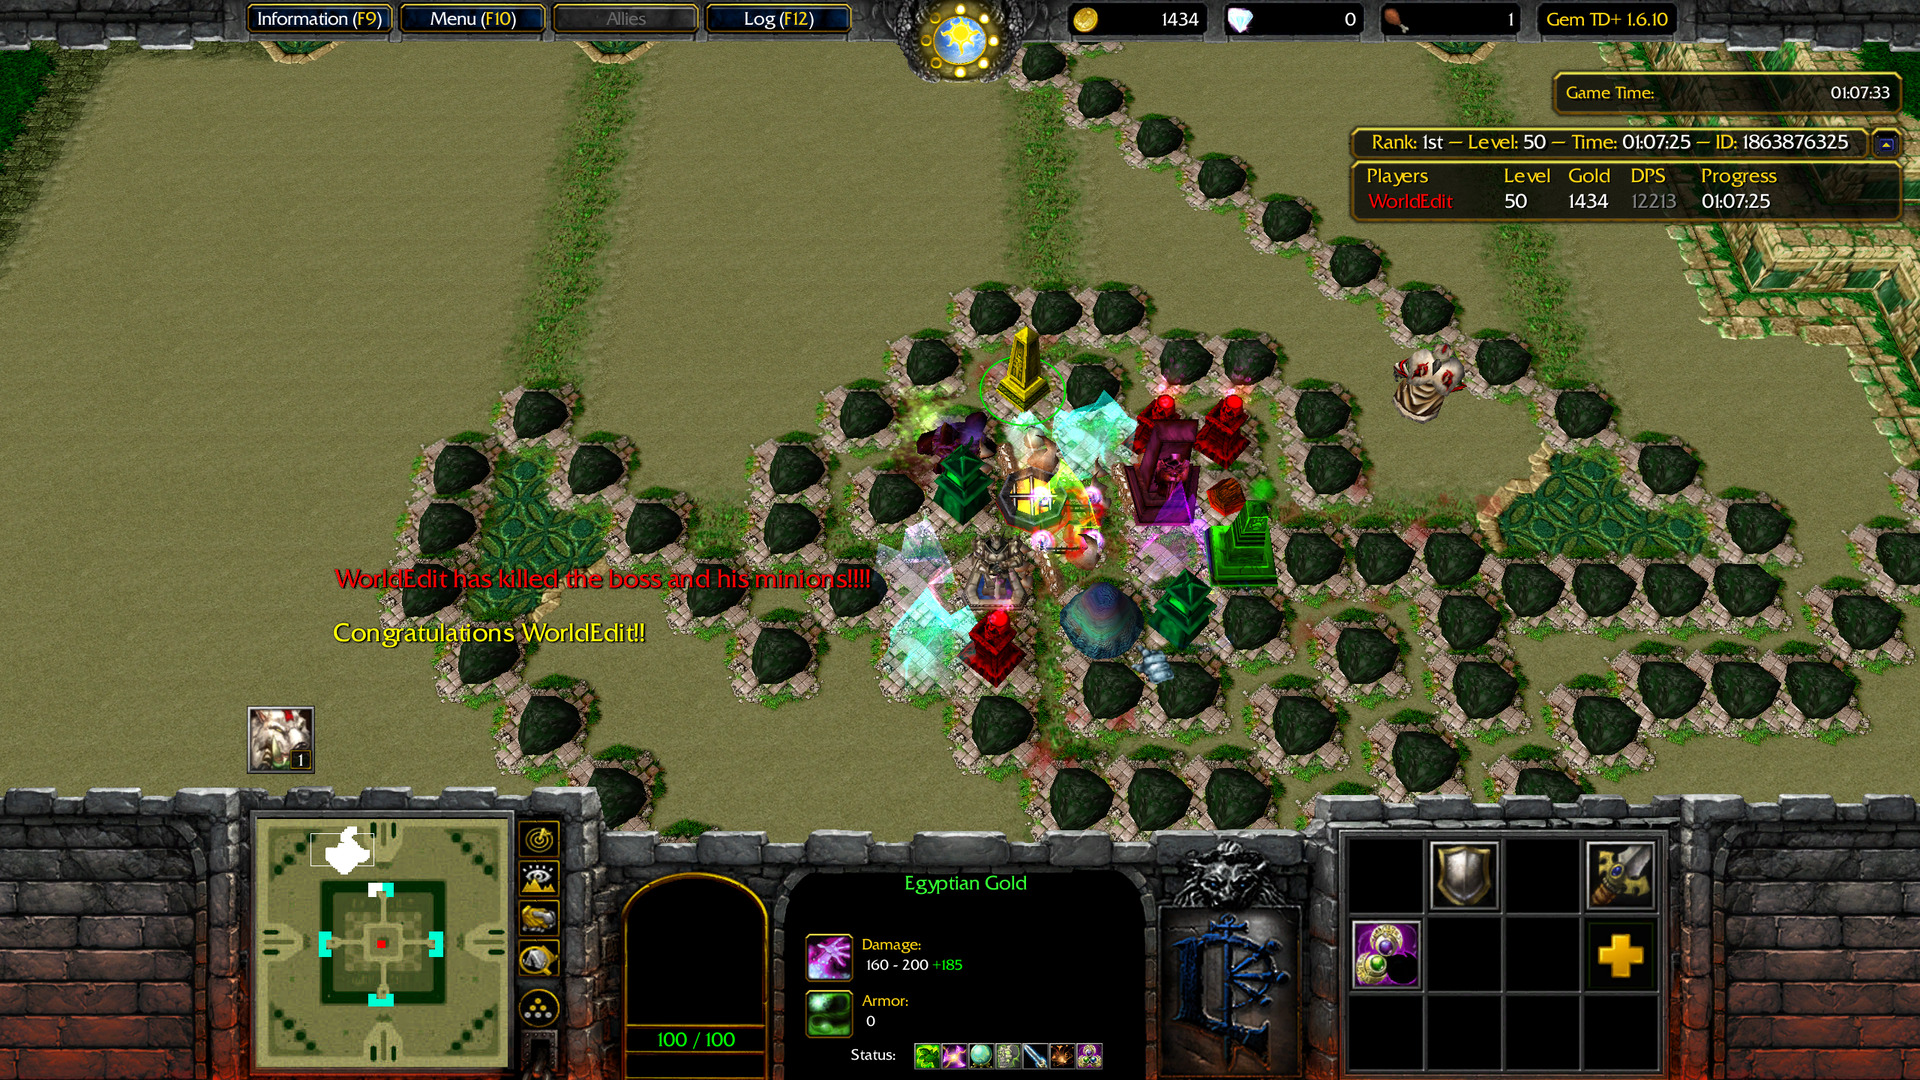 Information (F9) Menu (F10) Allies Log (F12) 1434 0 1 Gem TD+ 1.6.10
Game Time: 01:07:33
Rank: 1st – Level: 50 – Time: 01:07:25 – ID: 1863876325
Players Level Gold DPS Progress
WorldEdit 50 1434 12213 01:07:25
WorldEdit has killed the boss and his minions!!!!
Congratulations WorldEdit!!
1
Egyptian Gold
Damage:
160 - 200 +185
Armor:
0
100 / 100
Status: